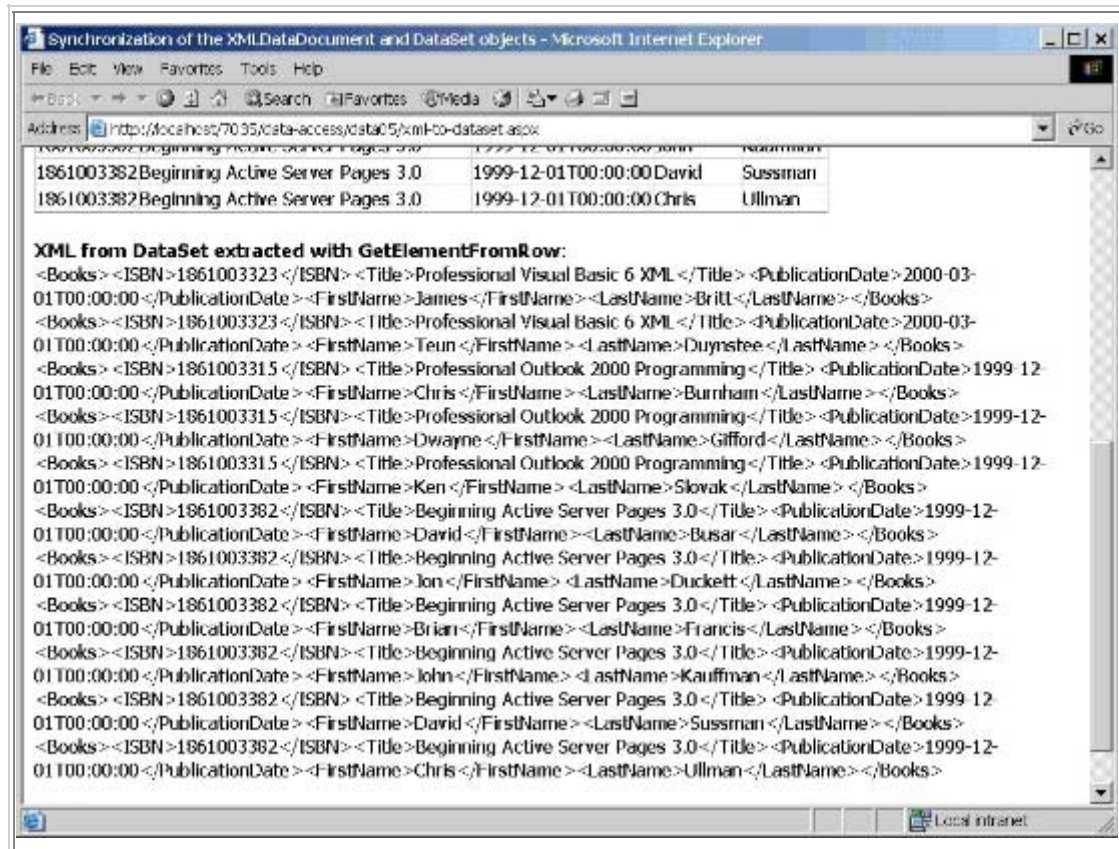 Synchronization of the XMLDataDocument and DataSet objects - Microsoft Internet Explorer
File Edit View Favorites Tools Help
Back Search Favorites Media
Address http://localhost/7035/data-access/data05/xml-to-dataset.aspx Go
1861003382 Beginning Active Server Pages 3.0 1999-12-01T00:00:00 John Kauffman
1861003382 Beginning Active Server Pages 3.0 1999-12-01T00:00:00 David Sussman
1861003382 Beginning Active Server Pages 3.0 1999-12-01T00:00:00 Chris Ullman
XML from DataSet extracted with GetElementFromRow:
<Books><ISBN>1861003323</ISBN><Title>Professional Visual Basic 6 XML</Title><PublicationDate>2000-03-
01T00:00:00</PublicationDate><FirstName>James</FirstName><LastName>Britt</LastName></Books>
<Books><ISBN>1861003323</ISBN><Title>Professional Visual Basic 6 XML</Title><PublicationDate>2000-03-
01T00:00:00</PublicationDate><FirstName>Teun</FirstName><LastName>Duynstee</LastName></Books>
<Books><ISBN>1861003315</ISBN><Title>Professional Outlook 2000 Programming</Title><PublicationDate>1999-12-
01T00:00:00</PublicationDate><FirstName>Chris</FirstName><LastName>Burnham</LastName></Books>
<Books><ISBN>1861003315</ISBN><Title>Professional Outlook 2000 Programming</Title><PublicationDate>1999-12-
01T00:00:00</PublicationDate><FirstName>Dwayne</FirstName><LastName>Gifford</LastName></Books>
<Books><ISBN>1861003315</ISBN><Title>Professional Outlook 2000 Programming</Title><PublicationDate>1999-12-
01T00:00:00</PublicationDate><FirstName>Ken</FirstName><LastName>Slovak</LastName></Books>
<Books><ISBN>1861003382</ISBN><Title>Beginning Active Server Pages 3.0</Title><PublicationDate>1999-12-
01T00:00:00</PublicationDate><FirstName>David</FirstName><LastName>Busar</LastName></Books>
<Books><ISBN>1861003382</ISBN><Title>Beginning Active Server Pages 3.0</Title><PublicationDate>1999-12-
01T00:00:00</PublicationDate><FirstName>Jon</FirstName><LastName>Duckett</LastName></Books>
<Books><ISBN>1861003382</ISBN><Title>Beginning Active Server Pages 3.0</Title><PublicationDate>1999-12-
01T00:00:00</PublicationDate><FirstName>Brian</FirstName><LastName>Francis</LastName></Books>
<Books><ISBN>1861003382</ISBN><Title>Beginning Active Server Pages 3.0</Title><PublicationDate>1999-12-
01T00:00:00</PublicationDate><FirstName>John</FirstName><LastName>Kauffman</LastName></Books>
<Books><ISBN>1861003382</ISBN><Title>Beginning Active Server Pages 3.0</Title><PublicationDate>1999-12-
01T00:00:00</PublicationDate><FirstName>David</FirstName><LastName>Sussman</LastName></Books>
<Books><ISBN>1861003382</ISBN><Title>Beginning Active Server Pages 3.0</Title><PublicationDate>1999-12-
01T00:00:00</PublicationDate><FirstName>Chris</FirstName><LastName>Ullman</LastName></Books>
Local intranet